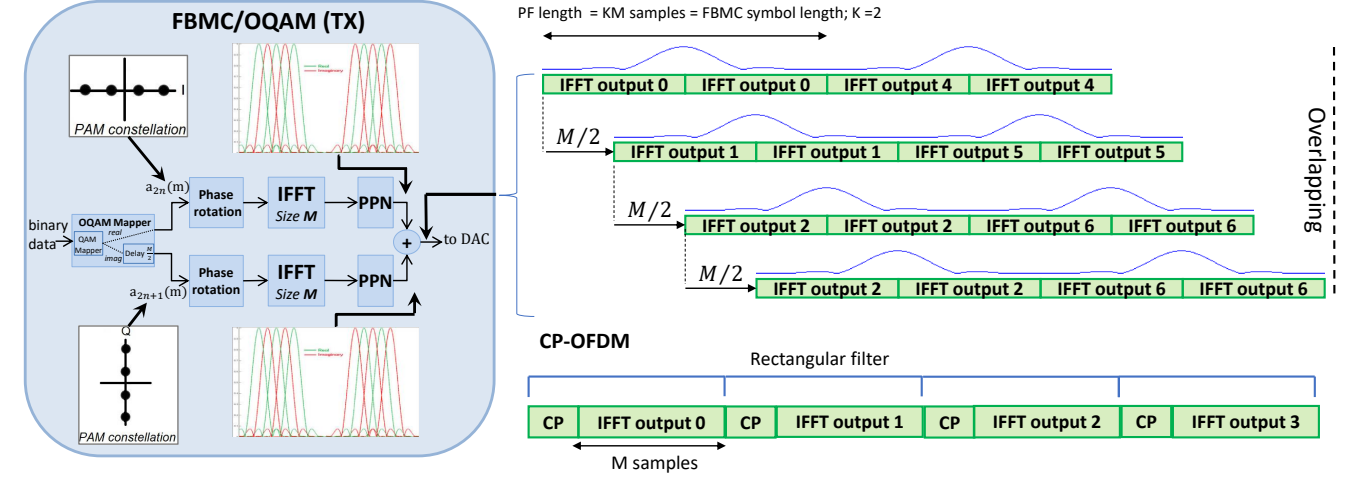 FBMC/OQAM (TX)
PAM constellation
I
Real
Imaginary
a2n(m)
binary
data
OQAM Mapper
real
QAM
Mapper
imag
Delay M/2
Phase
rotation
IFFT
Size M
PPN
+
to DAC
Phase
rotation
IFFT
Size M
PPN
a2n+1(m)
Q
PAM constellation
Real
Imaginary
PF length = KM samples = FBMC symbol length; K =2
IFFT output 0 IFFT output 0 IFFT output 4 IFFT output 4
M/2
IFFT output 1 IFFT output 1 IFFT output 5 IFFT output 5
M/2
IFFT output 2 IFFT output 2 IFFT output 6 IFFT output 6
M/2
IFFT output 2 IFFT output 2 IFFT output 6 IFFT output 6
Overlapping
CP-OFDM
Rectangular filter
CP IFFT output 0 CP IFFT output 1 CP IFFT output 2 CP IFFT output 3
M samples